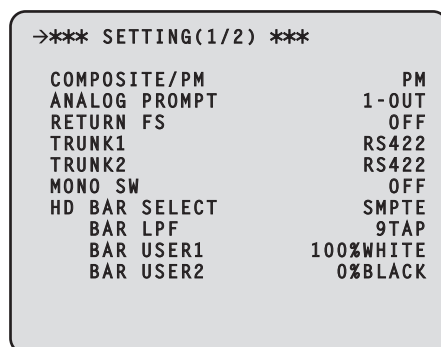 →*** SETTING(1/2) ***
COMPOSITE/PM PM
ANALOG PROMPT 1-OUT
RETURN FS OFF
TRUNK1 RS422
TRUNK2 RS422
MONO SW OFF
HD BAR SELECT SMPTE
BAR LPF 9TAP
BAR USER1 100%WHITE
BAR USER2 0%BLACK